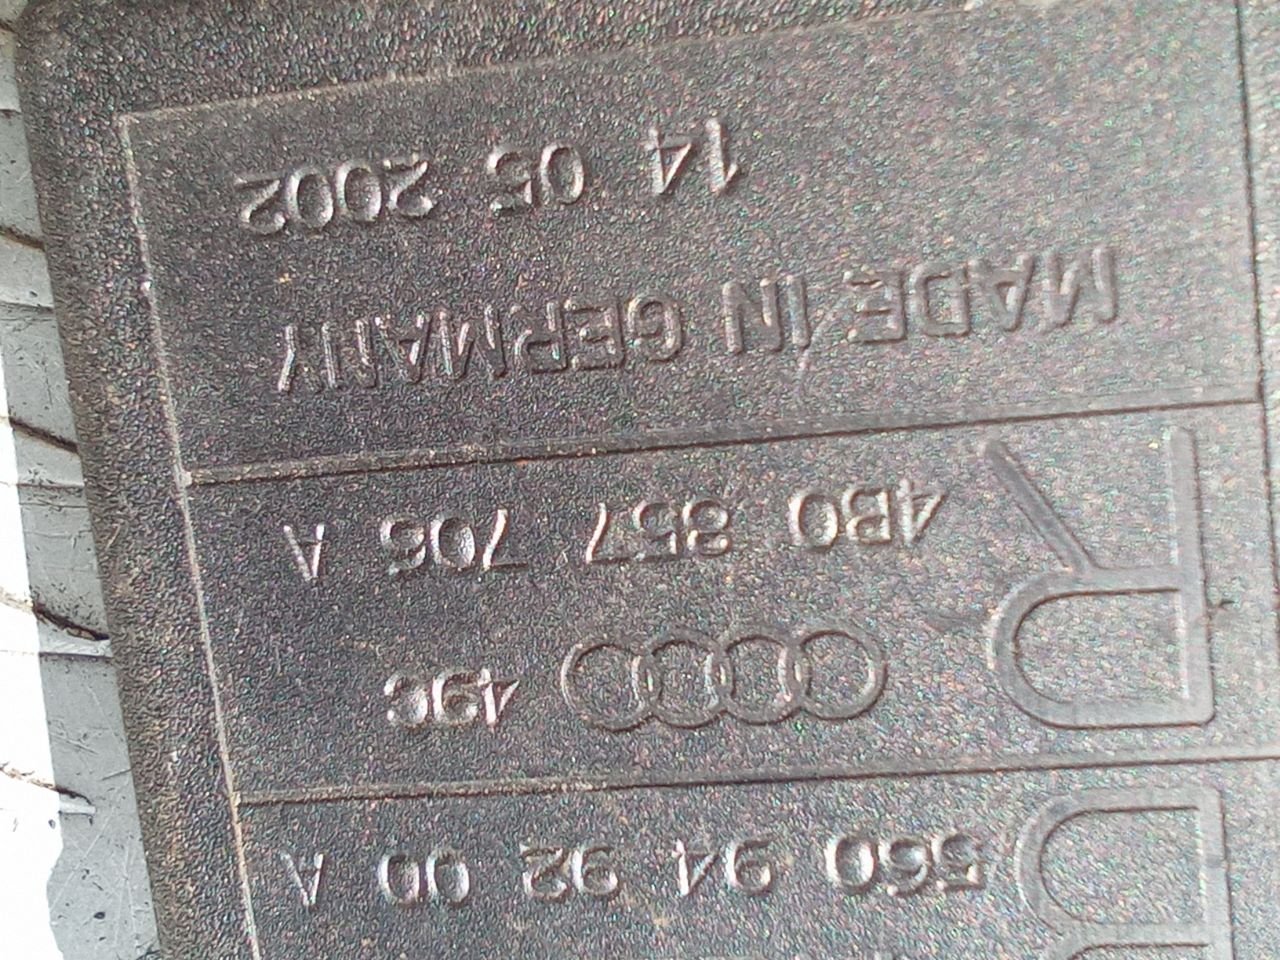 560 94 92 00 A
R
49C
4B0 857 706 A
MADE IN GERMANY
14 05 2002